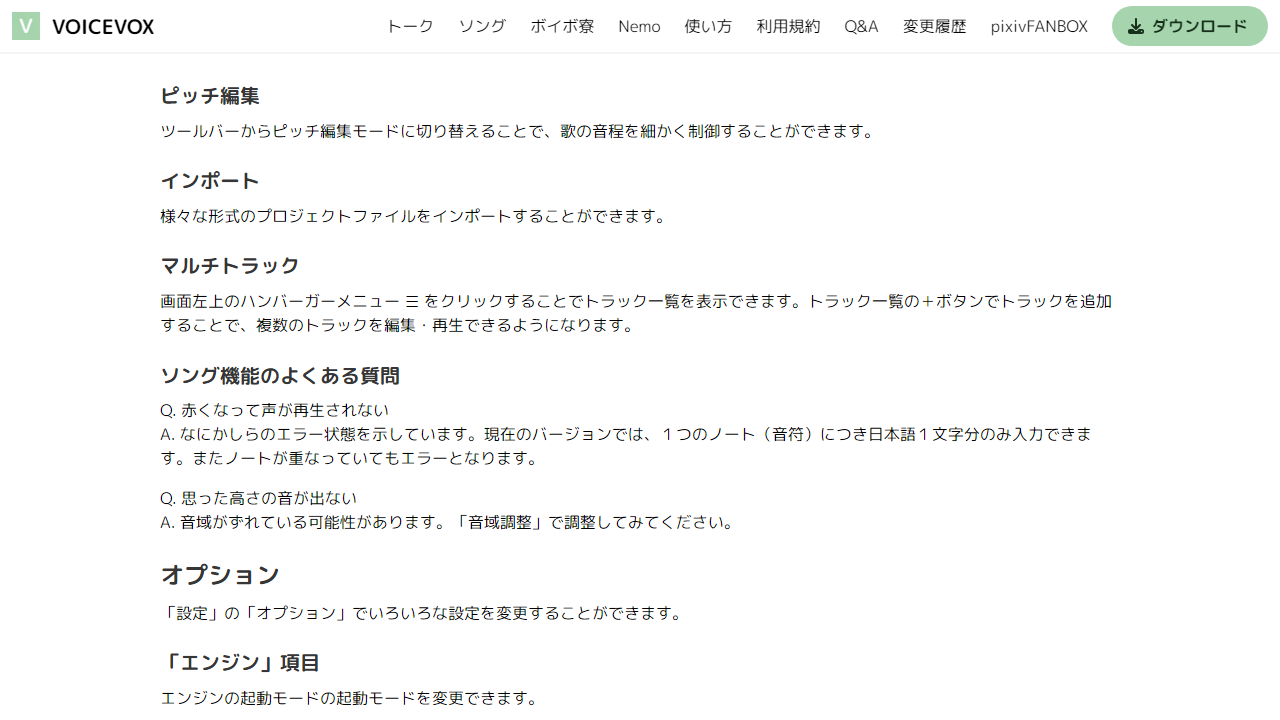 V VOICEVOX トーク ソング ボイボ寮 Nemo 使い方 利用規約 Q&A 変更履歴 pixivFANBOX ダウンロード
ピッチ編集
ツールバーからピッチ編集モードに切り替えることで、歌の音程を細かく制御することができます。
インポート
様々な形式のプロジェクトファイルをインポートすることができます。
マルチトラック
画面左上のハンバーガーメニュー ☰ をクリックすることでトラック一覧を表示できます。トラック一覧の＋ボタンでトラックを追加
することで、複数のトラックを編集・再生できるようになります。
ソング機能のよくある質問
Q. 赤くなって声が再生されない
A. なにかしらのエラー状態を示しています。現在のバージョンでは、１つのノート（音符）につき日本語１文字分のみ入力できま
す。またノートが重なっていてもエラーとなります。
Q. 思った高さの音が出ない
A. 音域がずれている可能性があります。「音域調整」で調整してみてください。
オプション
「設定」の「オプション」でいろいろな設定を変更することができます。
「エンジン」項目
エンジンの起動モードの起動モードを変更できます。